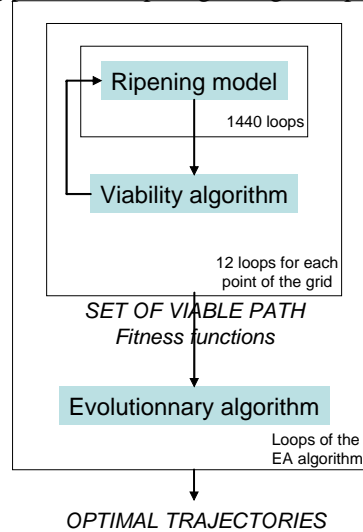 Ripening model
1440 loops
Viability algorithm
12 loops for each
point of the grid
SET OF VIABLE PATH
Fitness functions
Evolutionnary algorithm
Loops of the
EA algorithm
OPTIMAL TRAJECTORIES